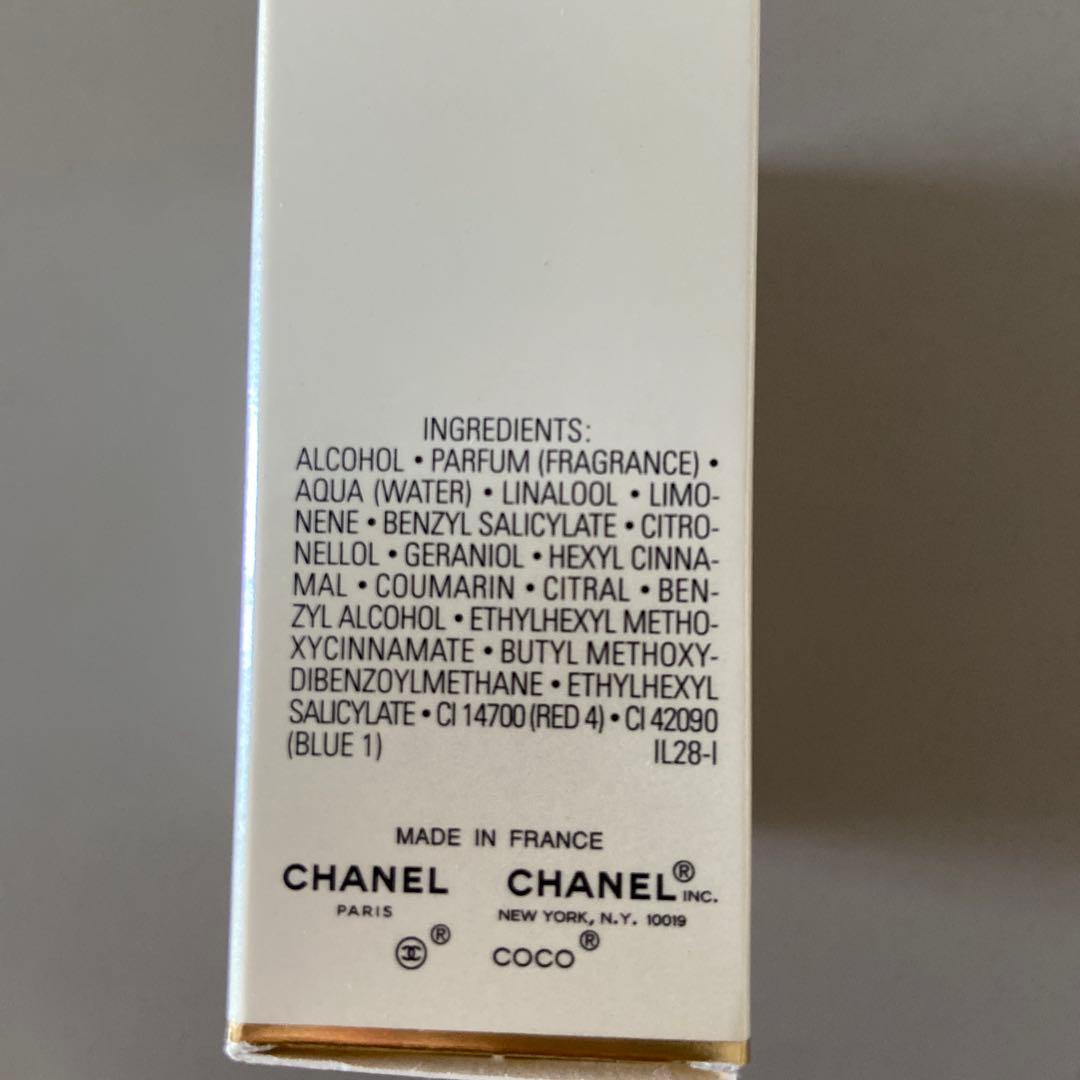 INGREDIENTS:
ALCOHOL • PARFUM (FRAGRANCE) •
AQUA (WATER) • LINALOOL • LIMO-
NENE • BENZYL SALICYLATE • CITRO-
NELLOL • GERANIOL • HEXYL CINNA-
MAL • COUMARIN • CITRAL • BEN-
ZYL ALCOHOL • ETHYLHEXYL METHO-
XYCINNAMATE • BUTYL METHOXY-
DIBENZOYLMETHANE • ETHYLHEXYL
SALICYLATE • CI 14700 (RED 4) • CI 42090
(BLUE 1) IL28-I
MADE IN FRANCE
CHANEL CHANEL® INC.
PARIS NEW YORK, N.Y. 10019
® COCO®